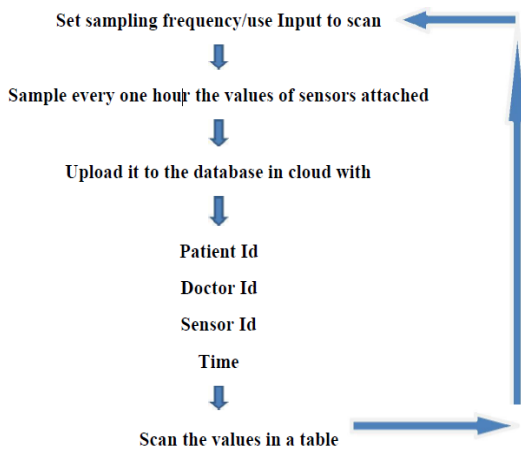 Set sampling frequency/use Input to scan
Sample every one hour the values of sensors attached
Upload it to the database in cloud with
Patient Id
Doctor Id
Sensor Id
Time
Scan the values in a table